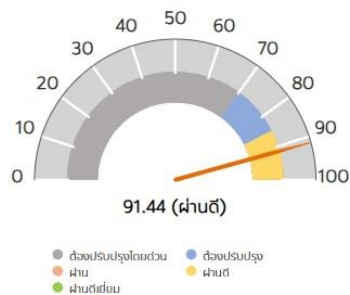 50
40
60
30
70
20
80
10
90
0
100
91.44 (ผ่านดี)
ต้องปรับปรุงโดยด่วน
ต้องปรับปรุง
ผ่าน
ผ่านดี
ผ่านดีเยี่ยม